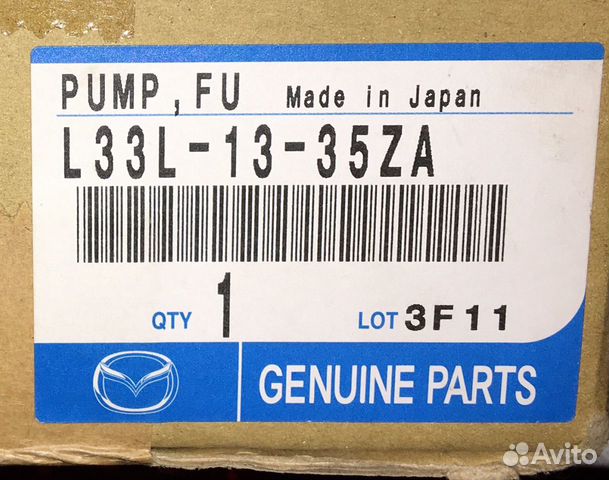 PUMP,FU Made in Japan
L33L-13-35ZA
QTY 1 LOT 3F11
GENUINE PARTS
Avito